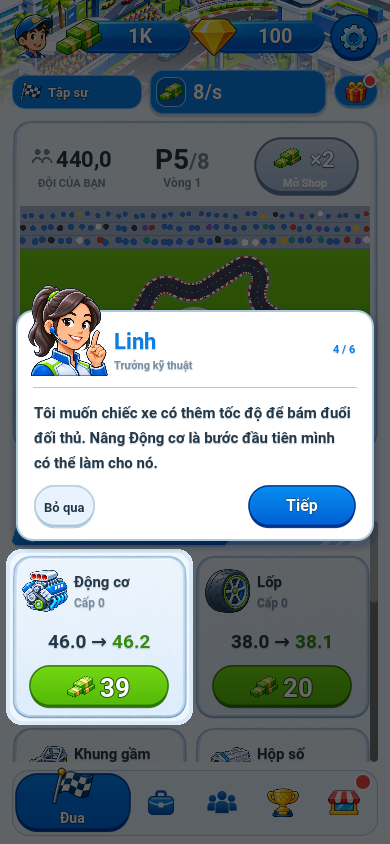 1K
100
Tập sự
8/s
440,0
P5/8
×2
ĐỘI CỦA BẠN
Vòng 1
Mở Shop
Linh
Trưởng kỹ thuật
4 / 6
Tôi muốn chiếc xe có thêm tốc độ để bám đuổi
đối thủ. Nâng Động cơ là bước đầu tiên mình
có thể làm cho nó.
Bỏ qua
Tiếp
Động cơ
Cấp 0
46.0 → 46.2
39
Lốp
Cấp 0
38.0 → 38.1
20
Khung gầm
Hộp số
Đua